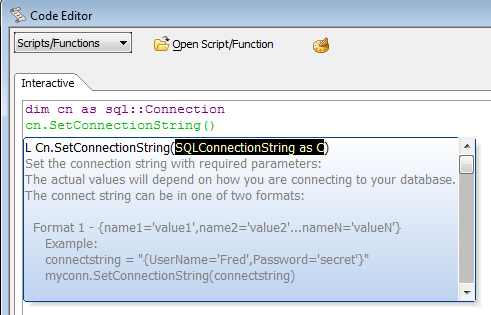 Code Editor
Scripts/Functions
Open Script/Function
Interactive
dim cn as sql::Connection
cn.SetConnectionString()
L Cn.SetConnectionString(SQLConnectionString as C)
Set the connection string with required parameters:
The actual values will depend on how you are connecting to your database.
The connect string can be in one of two formats:
Format 1 - {name1='value1',name2='value2'...nameN='valueN'}
Example:
connectstring = "{UserName='Fred',Password='secret'}"
myconn.SetConnectionString(connectstring)